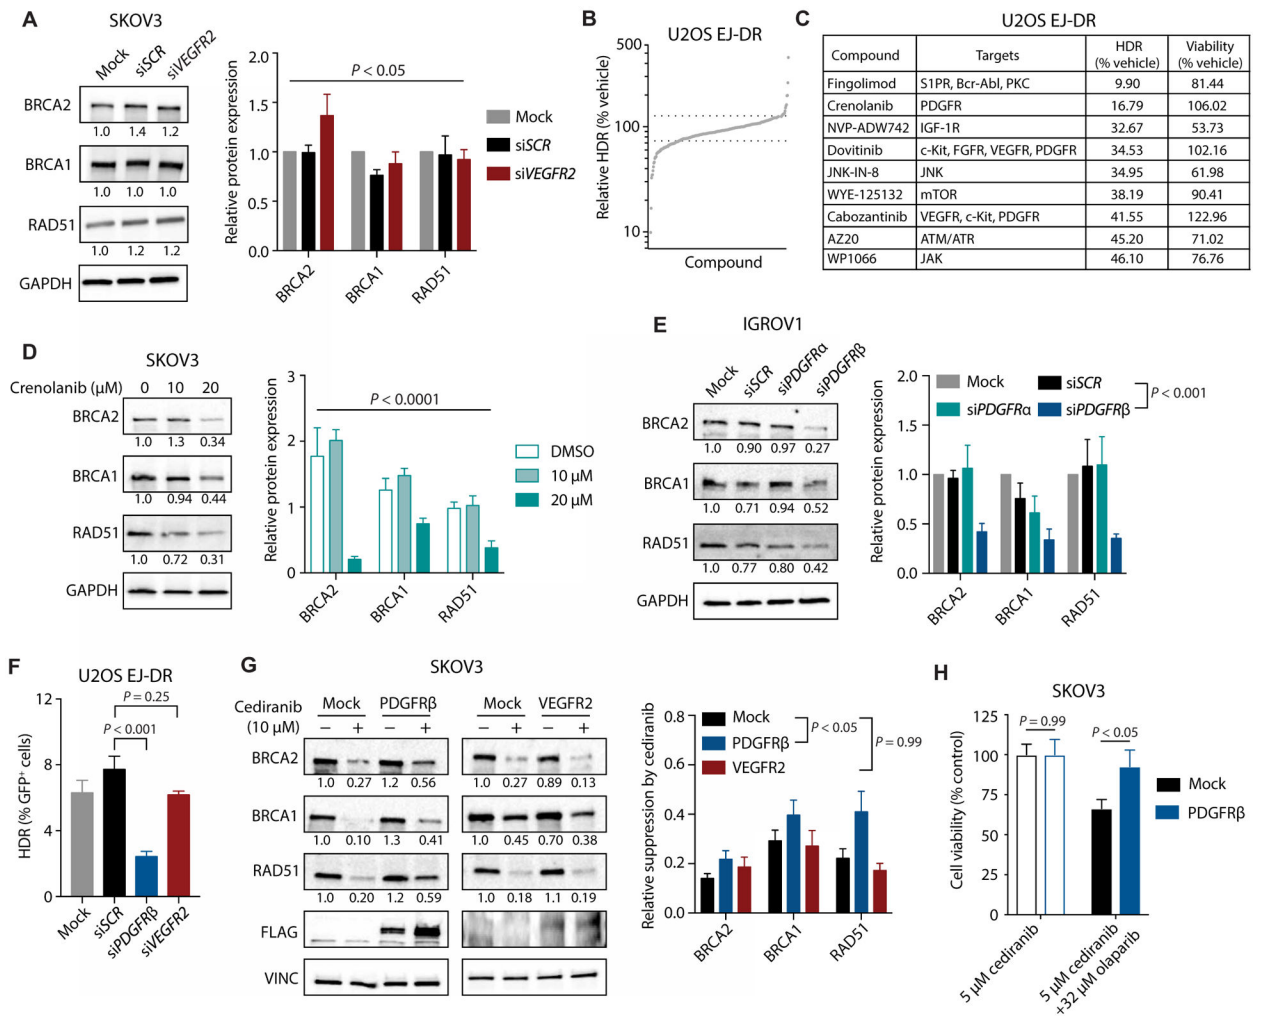 A
SKOV3
Mock
siSCR
siVEGFR2
BRCA2
1.0 1.4 1.2
BRCA1
1.0 1.0 1.0
RAD51
1.0 1.2 1.2
GAPDH
Relative protein expression
2.0
1.5
1.0
0.5
0.0
P < 0.05
BRCA2
BRCA1
RAD51
Mock
siSCR
siVEGFR2
B
U2OS EJ-DR
Relative HDR (% vehicle)
500
100
10
Compound
C
U2OS EJ-DR
Compound Targets HDR (% vehicle) Viability (% vehicle)
Fingolimod S1PR, Bcr-Abl, PKC 9.90 81.44
Crenolanib PDGFR 16.79 106.02
NVP-ADW742 IGF-1R 32.67 53.73
Dovitinib c-Kit, FGFR, VEGFR, PDGFR 34.53 102.16
JNK-IN-8 JNK 34.95 61.98
WYE-125132 mTOR 38.19 90.41
Cabozantinib VEGFR, c-Kit, PDGFR 41.55 122.96
AZ20 ATM/ATR 45.20 71.02
WP1066 JAK 46.10 76.76
D
SKOV3
Crenolanib (μM) 0 10 20
BRCA2
1.0 1.3 0.34
BRCA1
1.0 0.94 0.44
RAD51
1.0 0.72 0.31
GAPDH
Relative protein expression
3
2
1
0
P < 0.0001
BRCA2
BRCA1
RAD51
DMSO
10 μM
20 μM
E
IGROV1
Mock
siSCR
siPDGFRα
siPDGFRβ
BRCA2
1.0 0.90 0.97 0.27
BRCA1
1.0 0.71 0.94 0.52
RAD51
1.0 0.77 0.80 0.42
GAPDH
Relative protein expression
2.0
1.5
1.0
0.5
0.0
Mock
siSCR
siPDGFRα
siPDGFRβ
P < 0.001
BRCA2
BRCA1
RAD51
F
U2OS EJ-DR
HDR (% GFP+ cells)
12
8
4
0
P = 0.25
P < 0.001
Mock
siSCR
siPDGFRβ
siVEGFR2
G
SKOV3
Cediranib
(10 μM)
Mock PDGFRβ Mock VEGFR2
− + − + − + − +
BRCA2
1.0 0.27 1.2 0.56 1.0 0.27 0.89 0.13
BRCA1
1.0 0.10 1.3 0.41 1.0 0.45 0.70 0.38
RAD51
1.0 0.20 1.2 0.59 1.0 0.18 1.1 0.19
FLAG
VINC
Relative suppression by cediranib
0.8
0.6
0.4
0.2
0.0
Mock
PDGFRβ
VEGFR2
P < 0.05
P = 0.99
BRCA2
BRCA1
RAD51
H
SKOV3
Cell viability (% control)
125
100
75
50
25
0
P = 0.99
P < 0.05
Mock
PDGFRβ
5 μM cediranib
5 μM cediranib
+32 μM olaparib